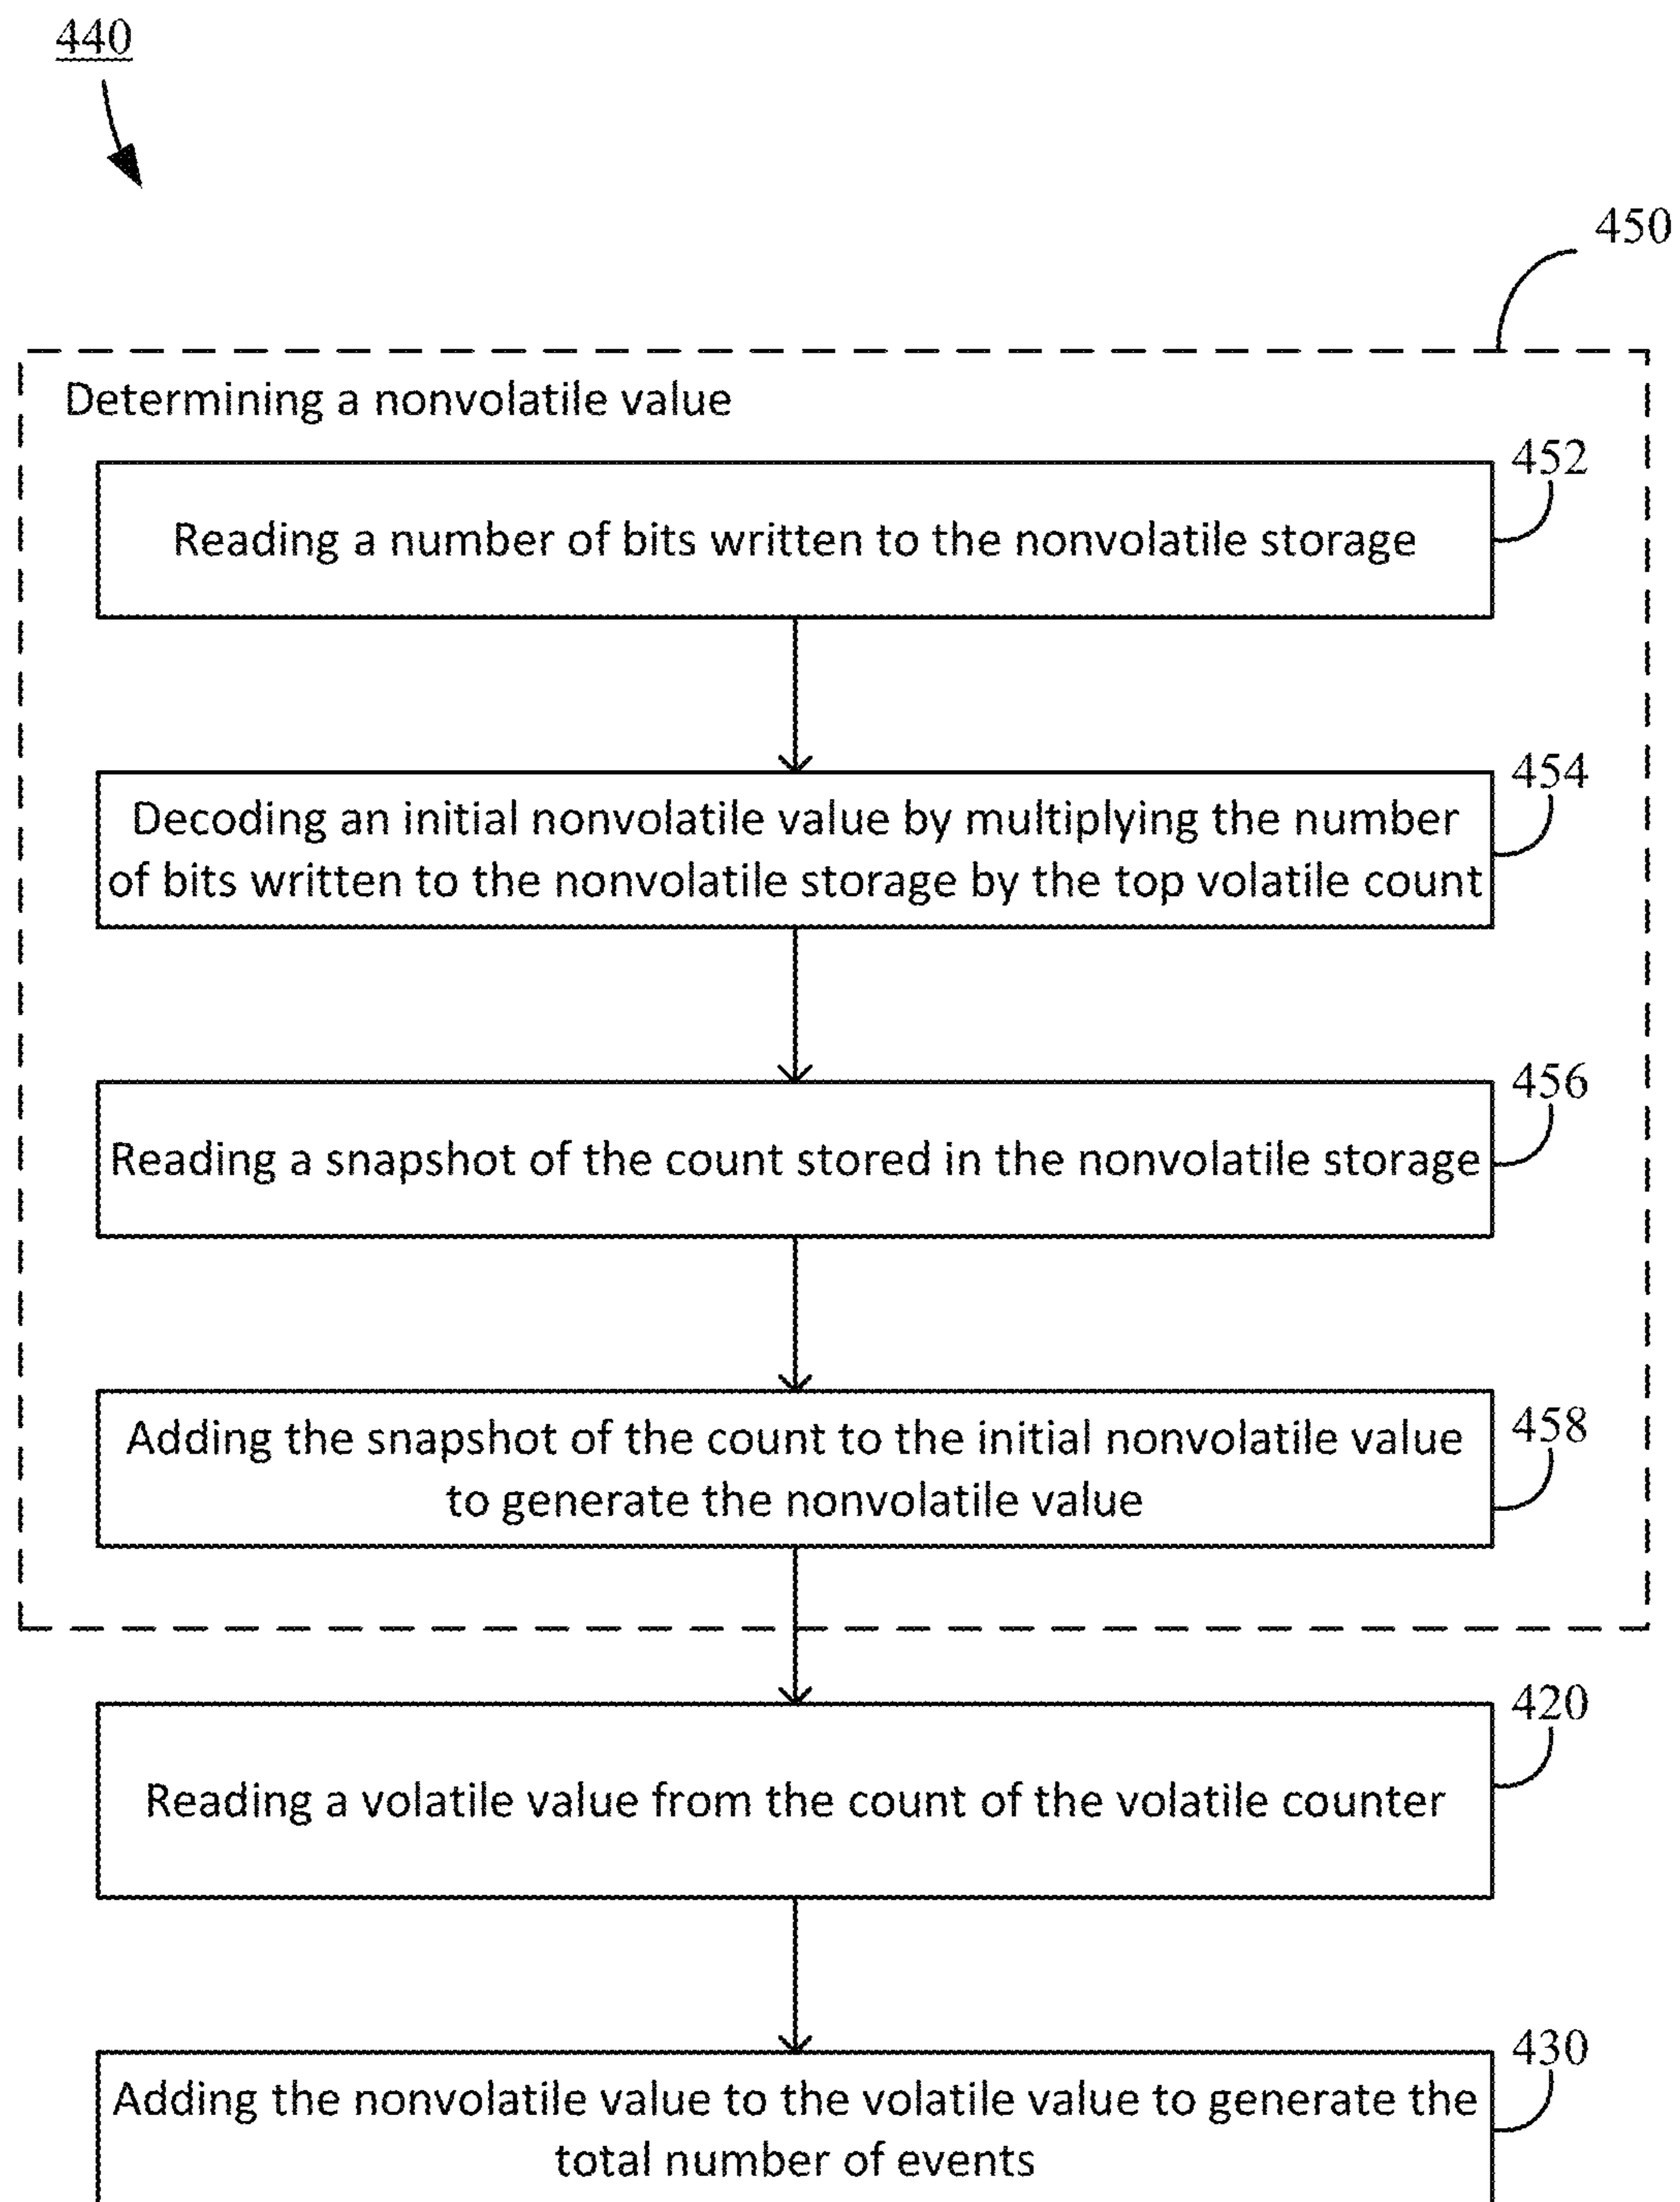 440
450
Determining a nonvolatile value
452
Reading a number of bits written to the nonvolatile storage
454
Decoding an initial nonvolatile value by multiplying the number
of bits written to the nonvolatile storage by the top volatile count
456
Reading a snapshot of the count stored in the nonvolatile storage
458
Adding the snapshot of the count to the initial nonvolatile value
to generate the nonvolatile value
420
Reading a volatile value from the count of the volatile counter
430
Adding the nonvolatile value to the volatile value to generate the
total number of events